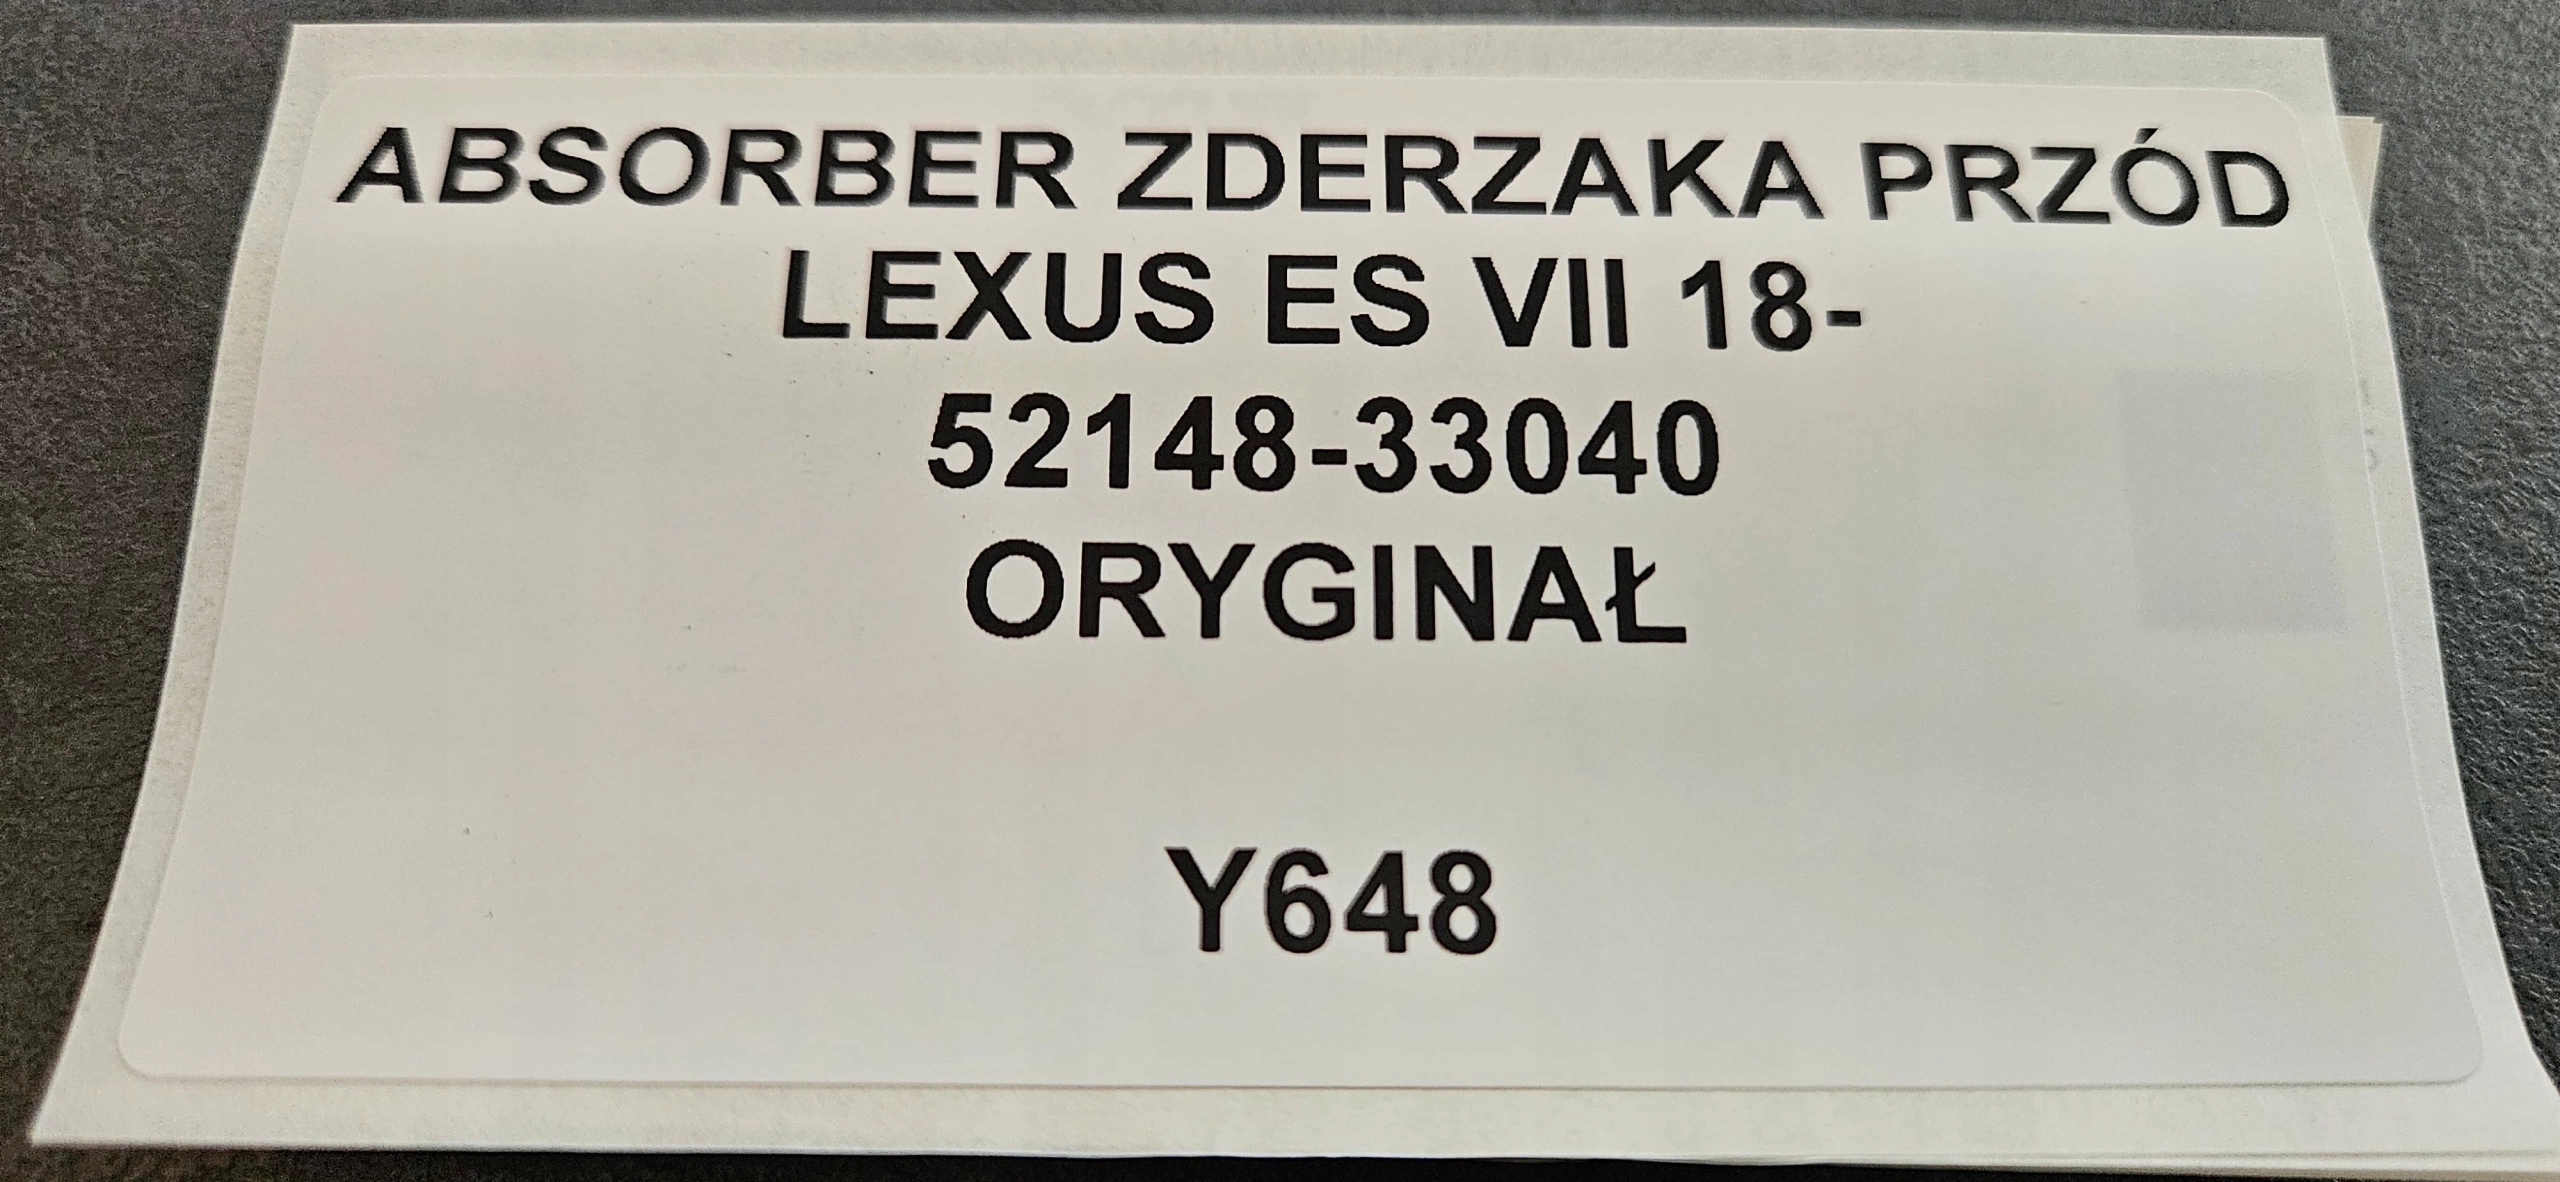 ABSORBER ZDERZAKA PRZÓD
LEXUS ES VII 18-
52148-33040
ORYGINAŁ
Y648